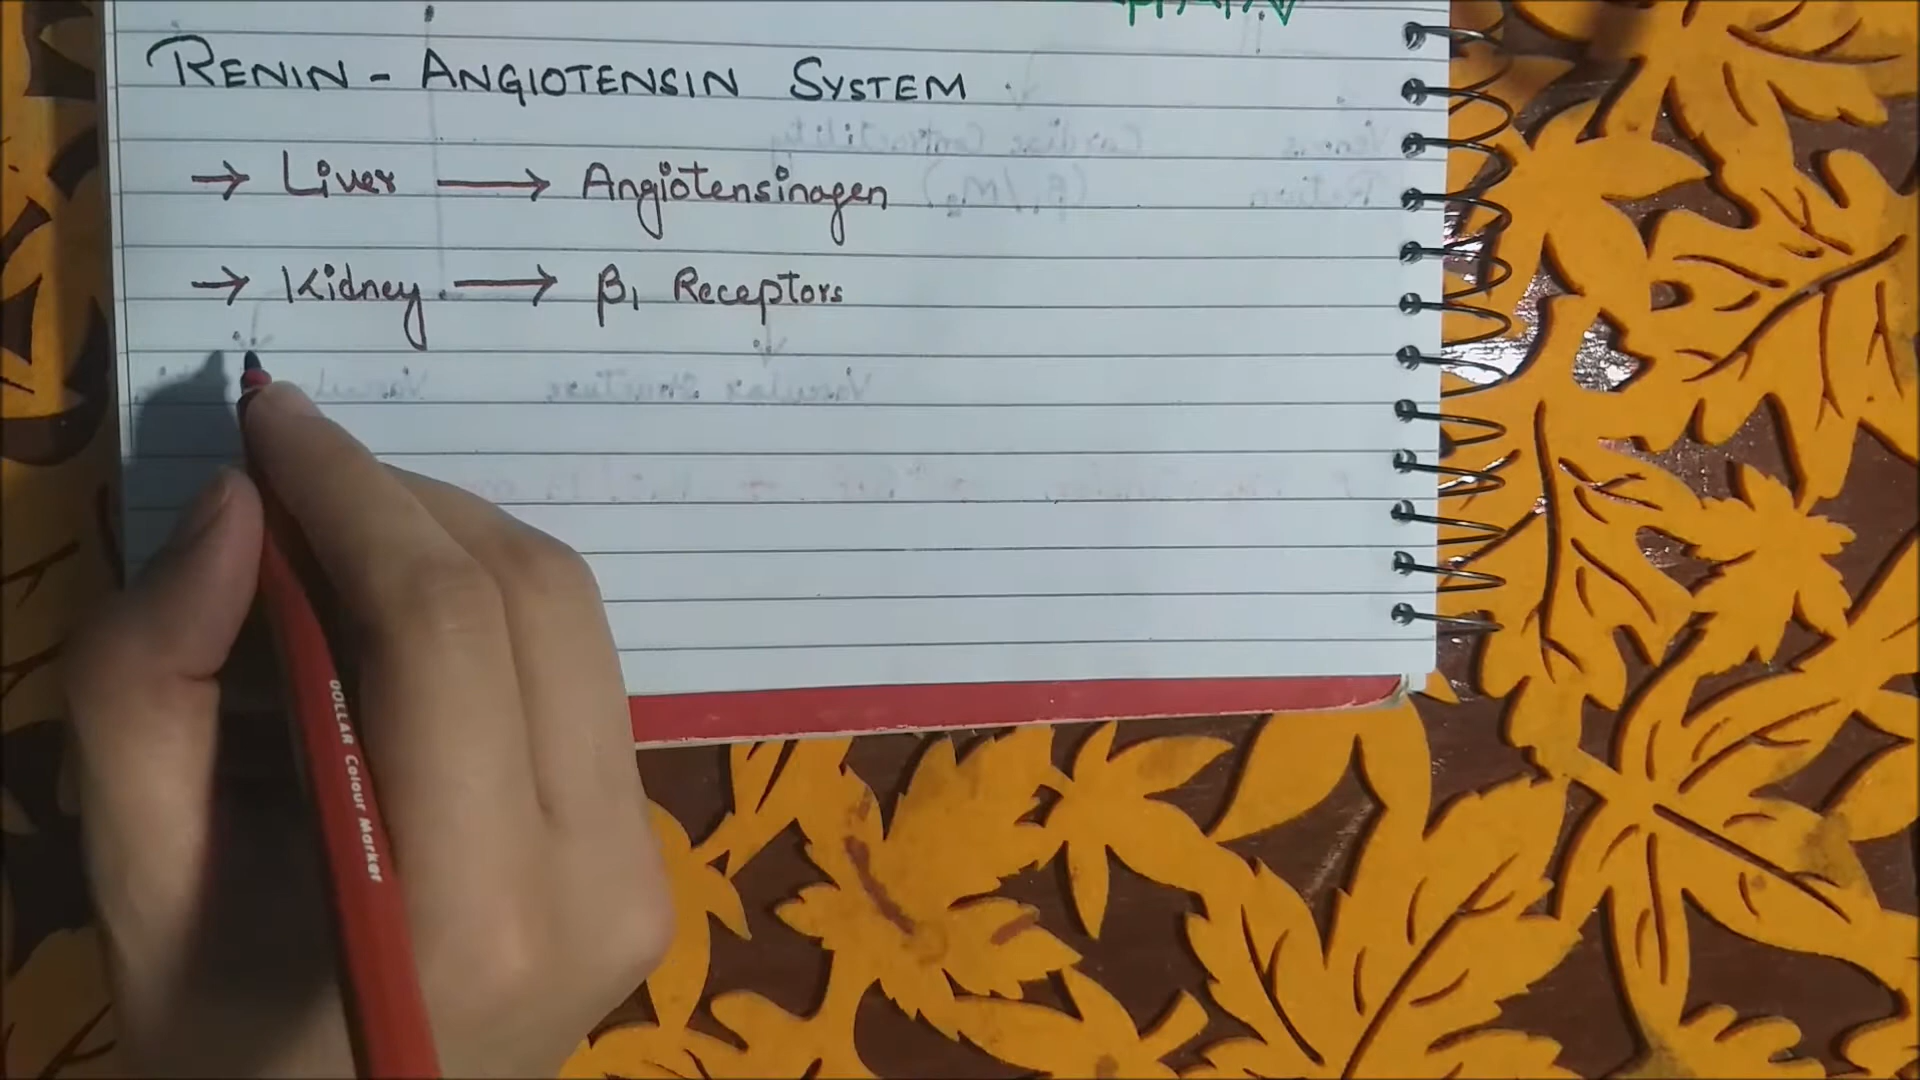 RENIN - ANGIOTENSIN SYSTEM
→ Liver → Angiotensinogen
→ Kidney → β1 Receptors
DOLLAR Colour Marker